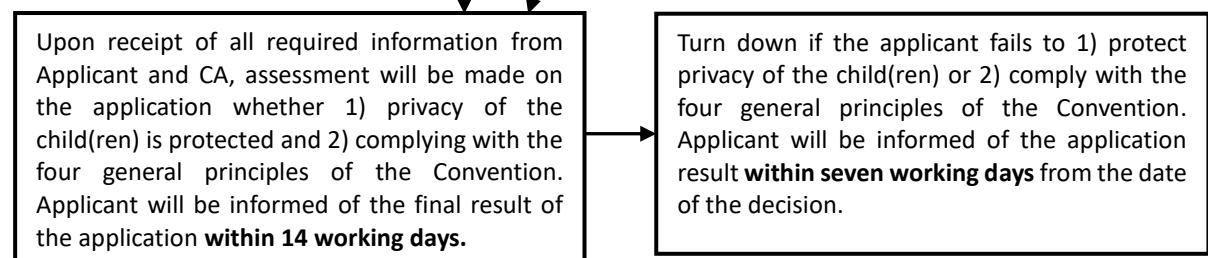 Upon receipt of all required information from
Applicant and CA, assessment will be made on
the application whether 1) privacy of the
child(ren) is protected and 2) complying with the
four general principles of the Convention.
Applicant will be informed of the final result of
the application within 14 working days.
Turn down if the applicant fails to 1) protect
privacy of the child(ren) or 2) comply with the
four general principles of the Convention.
Applicant will be informed of the application
result within seven working days from the date
of the decision.